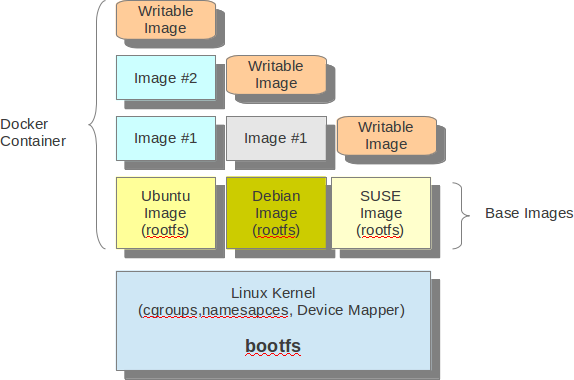 Writable
Image
Image #2
Writable
Image
Docker
Container
Image #1
Image #1
Writable
Image
Ubuntu
Image
(rootfs)
Debian
Image
(rootfs)
SUSE
Image
(rootfs)
Base Images
Linux Kernel
(cgroups,namesapces, Device Mapper)
bootfs